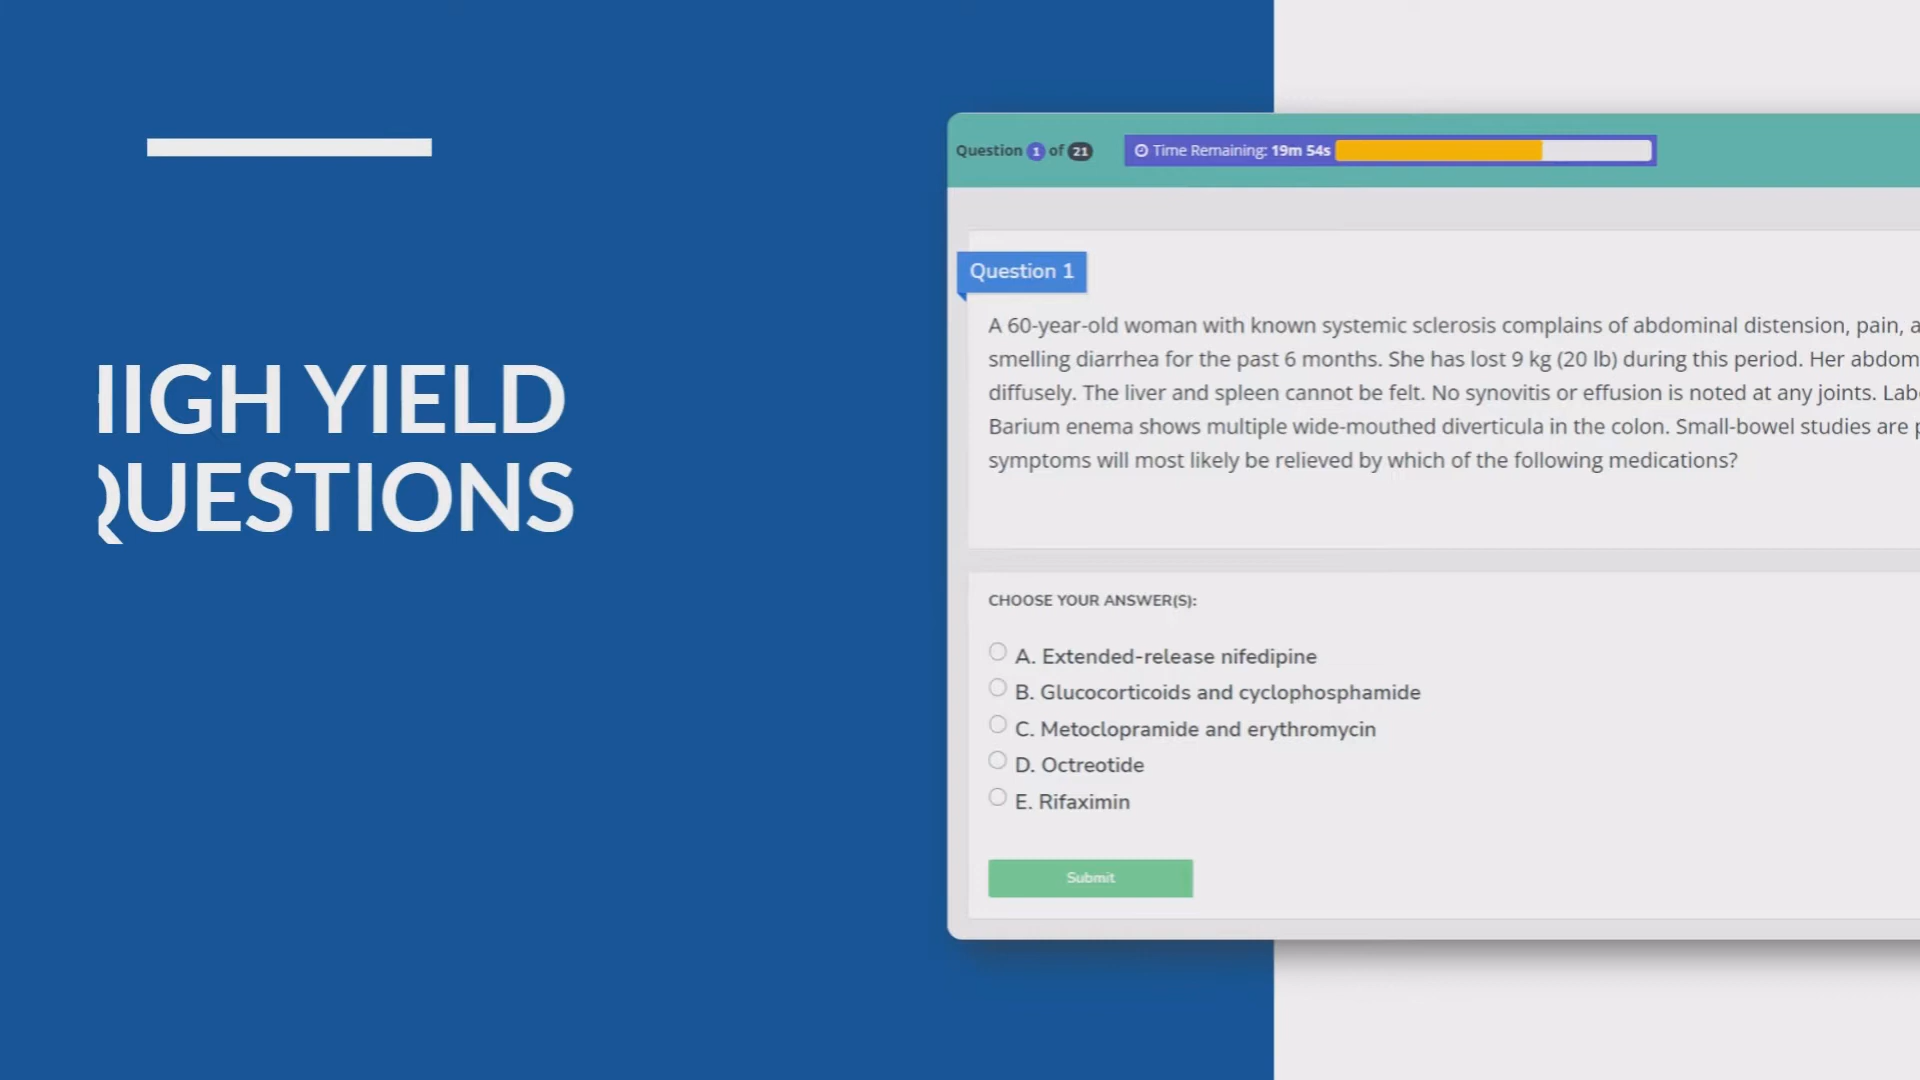 HIGH YIELD
QUESTIONS
Question 1 of 21
Time Remaining: 19m 54s
Question 1
A 60-year-old woman with known systemic sclerosis complains of abdominal distension, pain, a
smelling diarrhea for the past 6 months. She has lost 9 kg (20 lb) during this period. Her abdom
diffusely. The liver and spleen cannot be felt. No synovitis or effusion is noted at any joints. Lab
Barium enema shows multiple wide-mouthed diverticula in the colon. Small-bowel studies are p
symptoms will most likely be relieved by which of the following medications?
CHOOSE YOUR ANSWER(S):
A. Extended-release nifedipine
B. Glucocorticoids and cyclophosphamide
C. Metoclopramide and erythromycin
D. Octreotide
E. Rifaximin
Submit